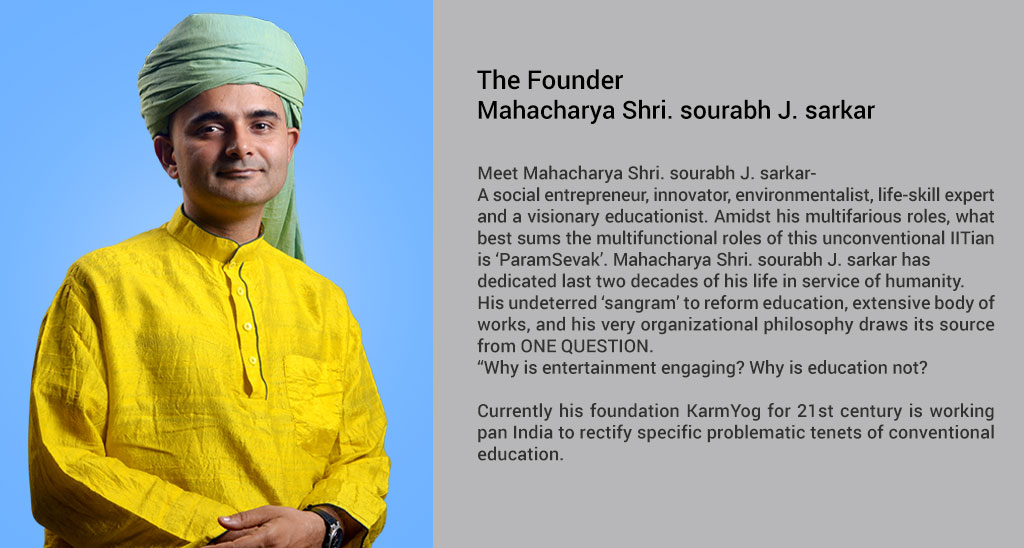 The Founder
Mahacharya Shri. sourabh J. sarkar
Meet Mahacharya Shri. sourabh J. sarkar-
A social entrepreneur, innovator, environmentalist, life-skill expert
and a visionary educationist. Amidst his multifarious roles, what
best sums the multifunctional roles of this unconventional IITian
is ‘ParamSevak’. Mahacharya Shri. sourabh J. sarkar has
dedicated last two decades of his life in service of humanity.
His undeterred ‘sangram’ to reform education, extensive body of
works, and his very organizational philosophy draws its source
from ONE QUESTION.
“Why is entertainment engaging? Why is education not?
Currently his foundation KarmYog for 21st century is working
pan India to rectify specific problematic tenets of conventional
education.